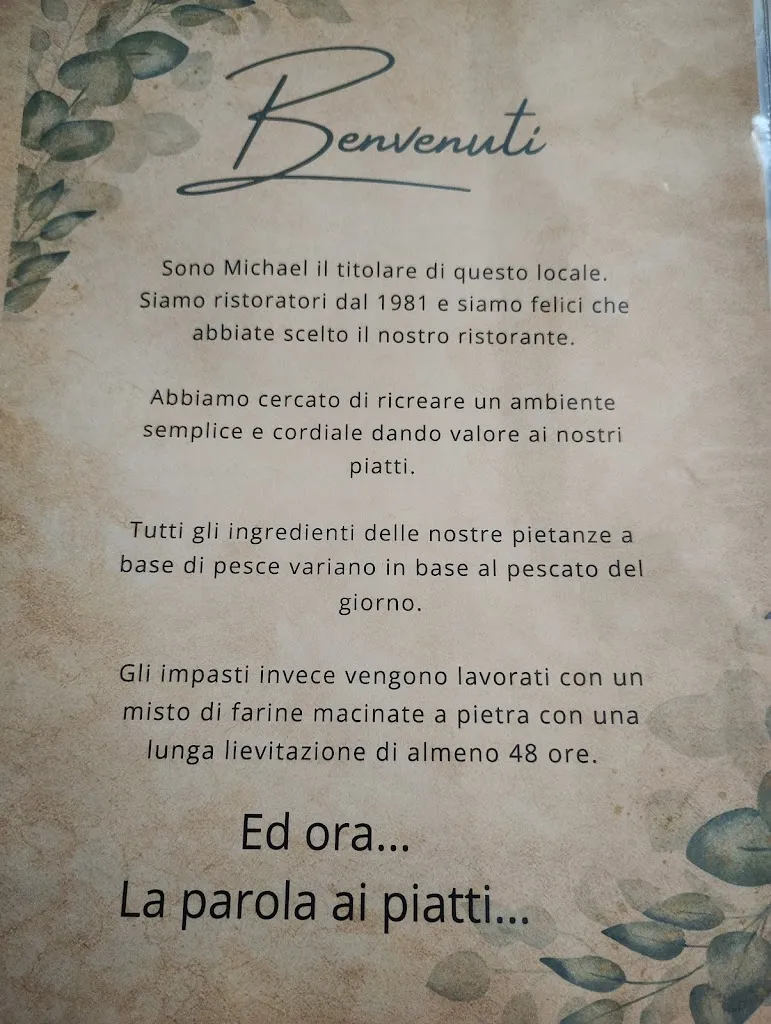 Benvenuti
Sono Michael il titolare di questo locale.
Siamo ristoratori dal 1981 e siamo felici che
abbiate scelto il nostro ristorante.
Abbiamo cercato di ricreare un ambiente
semplice e cordiale dando valore ai nostri
piatti.
Tutti gli ingredienti delle nostre pietanze a
base di pesce variano in base al pescato del
giorno.
Gli impasti invece vengono lavorati con un
misto di farine macinate a pietra con una
lunga lievitazione di almeno 48 ore.
Ed ora...
La parola ai piatti...